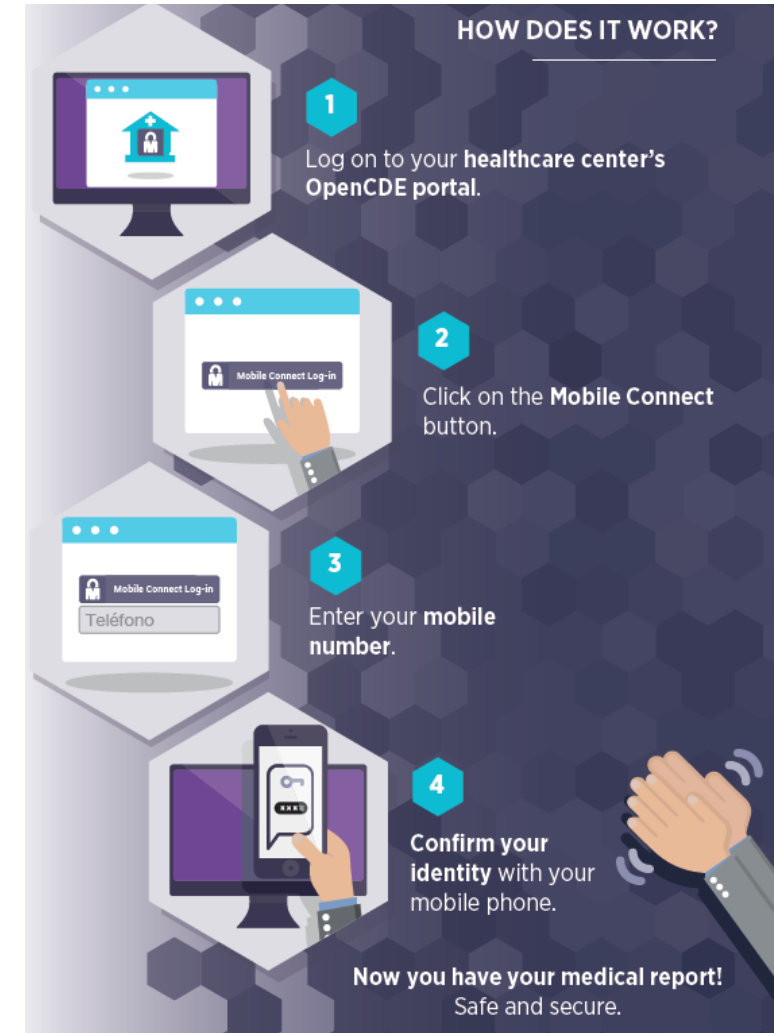 HOW DOES IT WORK?
1
Log on to your healthcare center's
OpenCDE portal.
Mobile Connect Log-in
2
Click on the Mobile Connect
button.
Mobile Connect Log-in
Teléfono
3
Enter your mobile
number.
4
Confirm your
identity with your
mobile phone.
Now you have your medical report!
Safe and secure.